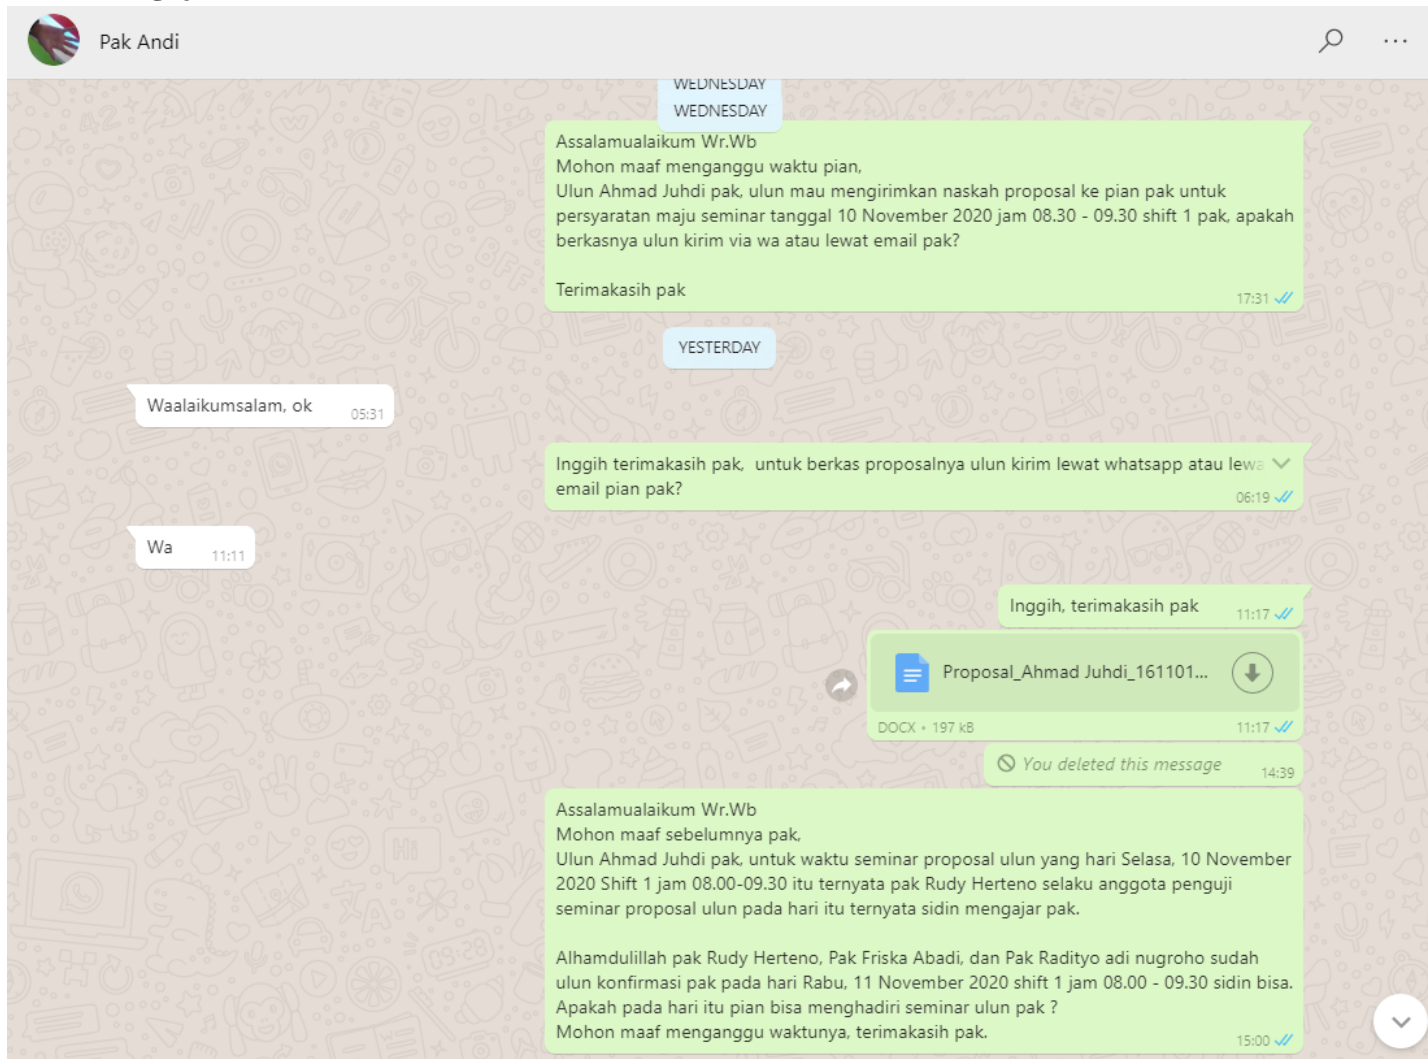 Pak Andi
WEDNESDAY
WEDNESDAY
Assalamualaikum Wr.Wb
Mohon maaf menganggu waktu pian,
Ulun Ahmad Juhdi pak, ulun mau mengirimkan naskah proposal ke pian pak untuk
persyaratan maju seminar tanggal 10 November 2020 jam 08.30 - 09.30 shift 1 pak, apakah
berkasnya ulun kirim via wa atau lewat email pak?
Terimakasih pak
17:31
YESTERDAY
Waalaikumsalam, ok
05:31
Inggih terimakasih pak, untuk berkas proposalnya ulun kirim lewat whatsapp atau lewa
email pian pak?
06:19
Wa
11:11
Inggih, terimakasih pak
11:17
Proposal_Ahmad Juhdi_161101...
DOCX • 197 kB
11:17
You deleted this message
14:39
Assalamualaikum Wr.Wb
Mohon maaf sebelumnya pak,
Ulun Ahmad Juhdi pak, untuk waktu seminar proposal ulun yang hari Selasa, 10 November
2020 Shift 1 jam 08.00-09.30 itu ternyata pak Rudy Herteno selaku anggota penguji
seminar proposal ulun pada hari itu ternyata sidin mengajar pak.
Alhamdulillah pak Rudy Herteno, Pak Friska Abadi, dan Pak Radityo adi nugroho sudah
ulun konfirmasi pak pada hari Rabu, 11 November 2020 shift 1 jam 08.00 - 09.30 sidin bisa.
Apakah pada hari itu pian bisa menghadiri seminar ulun pak ?
Mohon maaf menganggu waktunya, terimakasih pak.
15:00